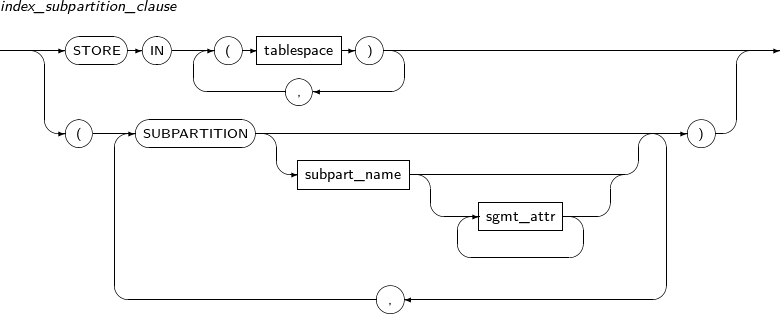 index_subpartition_clause
STORE IN ( tablespace )
,
( SUBPARTITION )
subpart_name
sgmt_attr
,